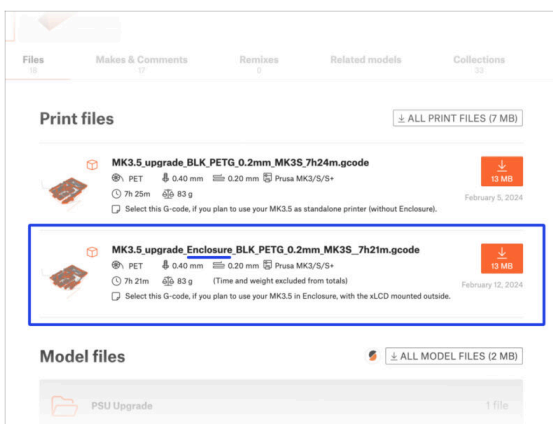 Files
Makes & Comments
Remixes
Related models
Collections
17
0
Print files
ALL PRINT FILES (7 MB)
MK3.5_upgrade_BLK_PETG_0.2mm_MK3S_7h24m.gcode
PET 0.40 mm 0.20 mm Prusa MK3/S/S+
7h 25m 83 g
Select this G-code, if you plan to use your MK3.5 as standalone printer (without Enclosure).
13 MB
February 5, 2024
MK3.5_upgrade_Enclosure_BLK_PETG_0.2mm_MK3S_7h21m.gcode
PET 0.40 mm 0.20 mm Prusa MK3/S/S+
7h 21m 83 g (Time and weight excluded from totals)
Select this G-code, if you plan to use your MK3.5 in Enclosure, with the xLCD mounted outside.
13 MB
February 12, 2024
Model files
ALL MODEL FILES (2 MB)
PSU Upgrade
1 file